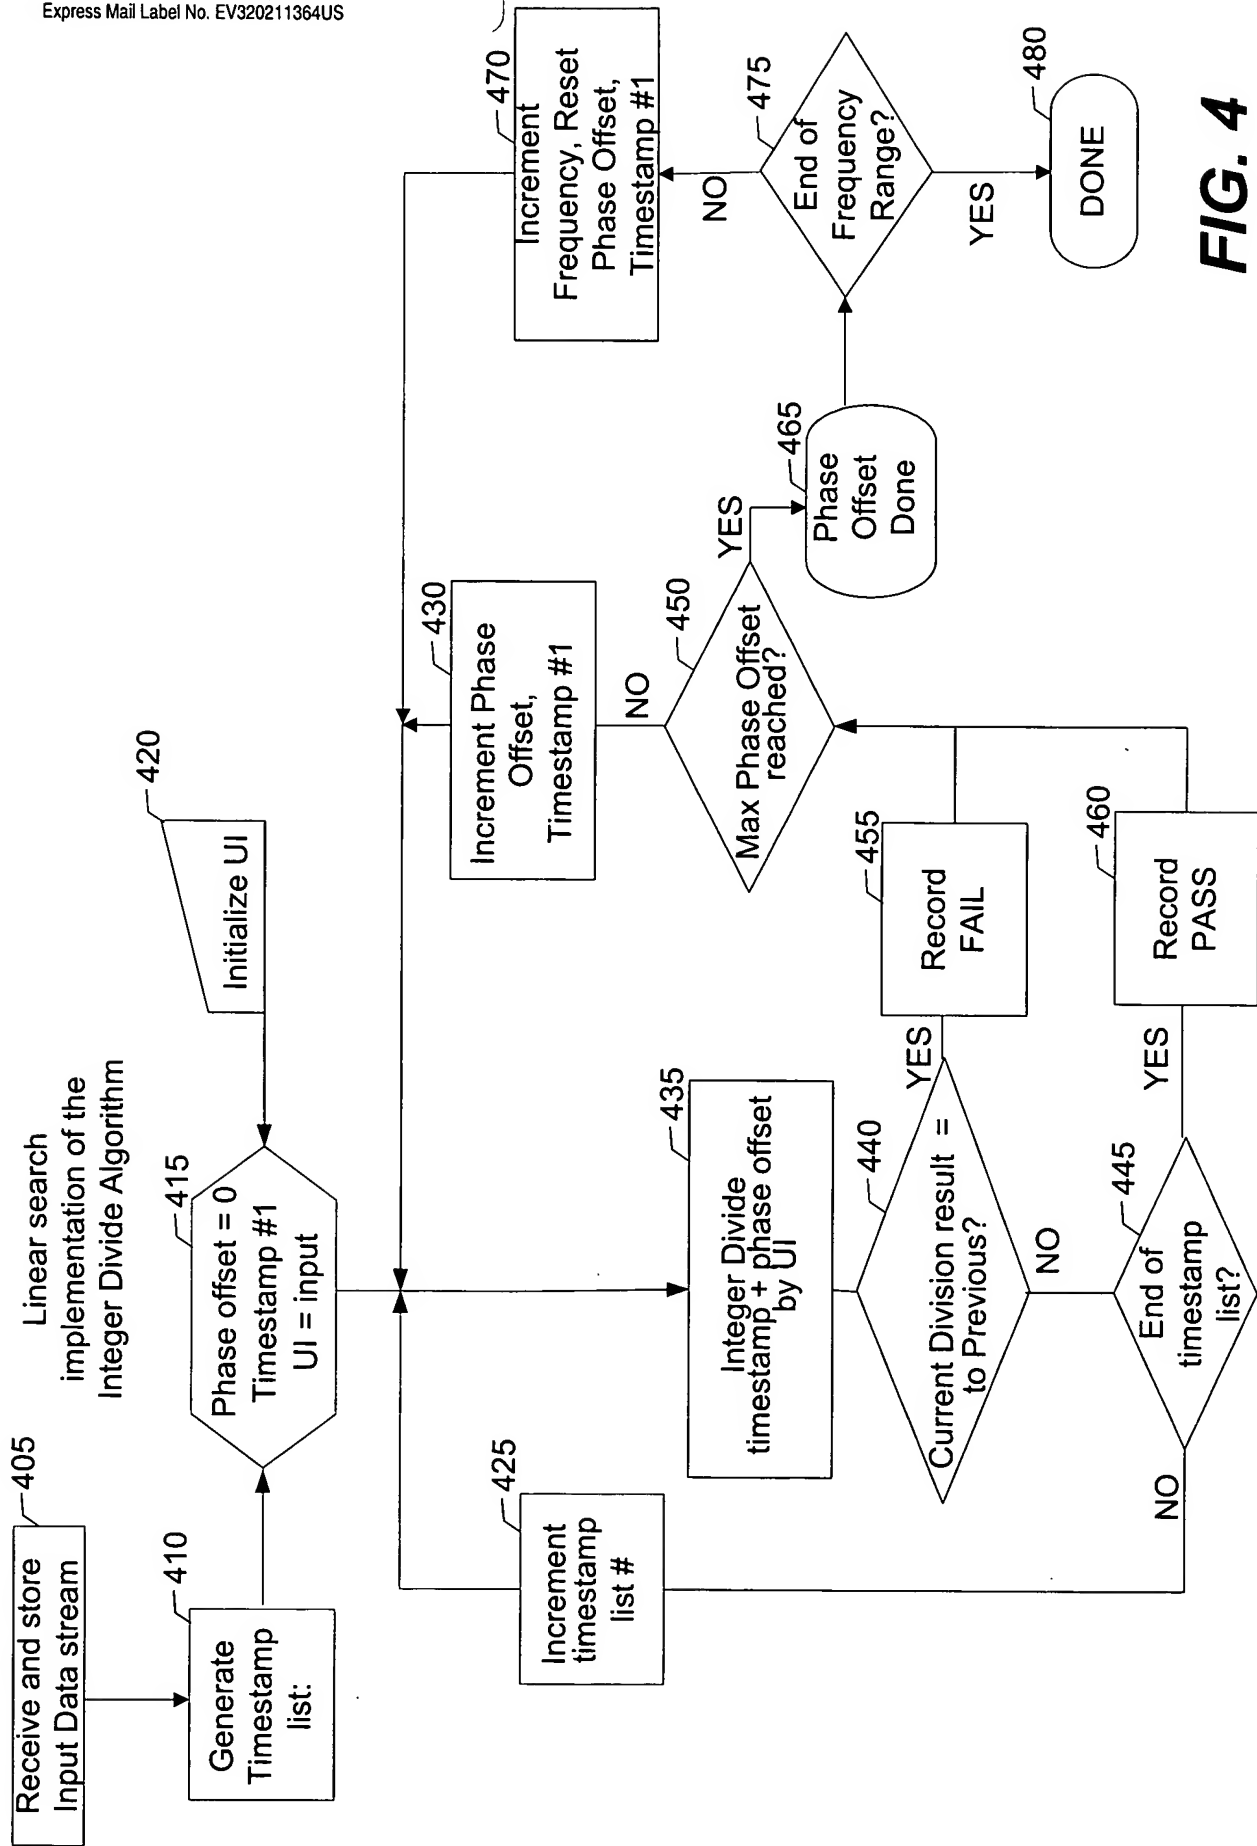 Express Mail Label No. EV320211364US
Linear search
implementation of the
Integer Divide Algorithm
405
Receive and store
Input Data stream
410
Generate
Timestamp
list:
415
Phase offset = 0
Timestamp #1
UI = input
420
Initialize UI
425
Increment
timestamp
list #
430
Increment Phase
Offset,
Timestamp #1
435
Integer Divide
timestamp + phase offset
by UI
440
Current Division result =
to Previous?
YES
NO
445
End of
timestamp
list?
YES
NO
450
Max Phase Offset
reached?
NO
YES
455
Record
FAIL
460
Record
PASS
465
Phase
Offset
Done
470
Increment
Frequency, Reset
Phase Offset,
Timestamp #1
475
End of
Frequency
Range?
NO
YES
480
DONE
FIG. 4